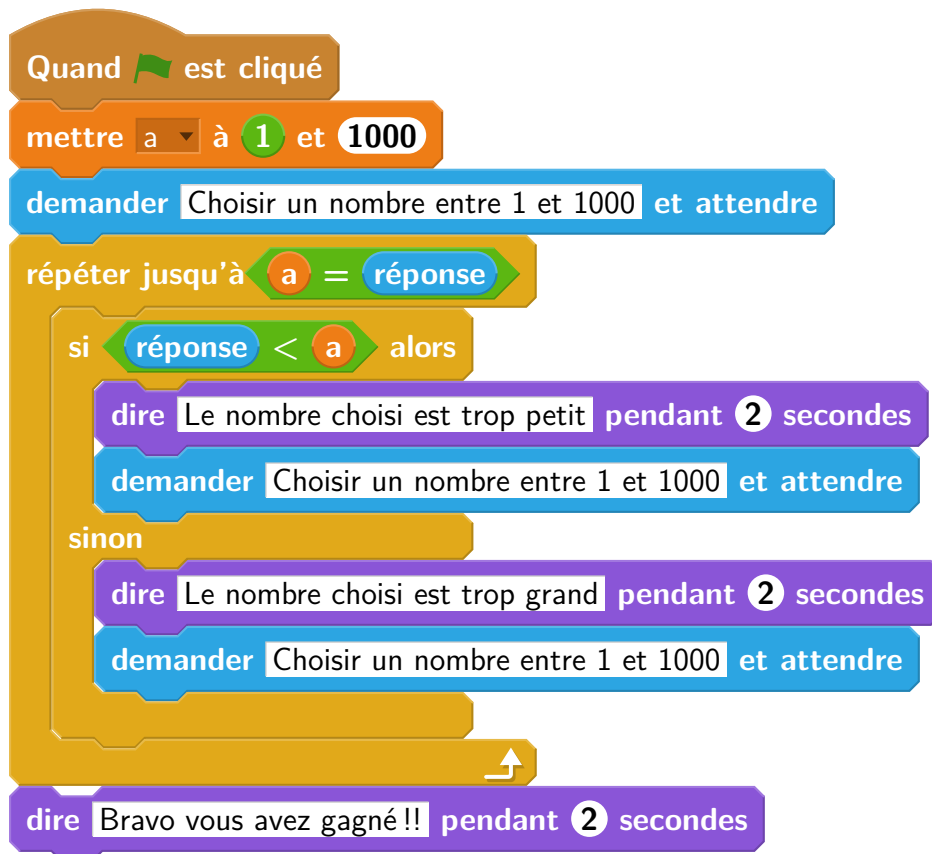 Quand est cliqué
mettre a à 1 et 1000
demander Choisir un nombre entre 1 et 1000 et attendre
répéter jusqu'à a = réponse
si réponse < a alors
dire Le nombre choisi est trop petit pendant 2 secondes
demander Choisir un nombre entre 1 et 1000 et attendre
sinon
dire Le nombre choisi est trop grand pendant 2 secondes
demander Choisir un nombre entre 1 et 1000 et attendre
dire Bravo vous avez gagné !! pendant 2 secondes